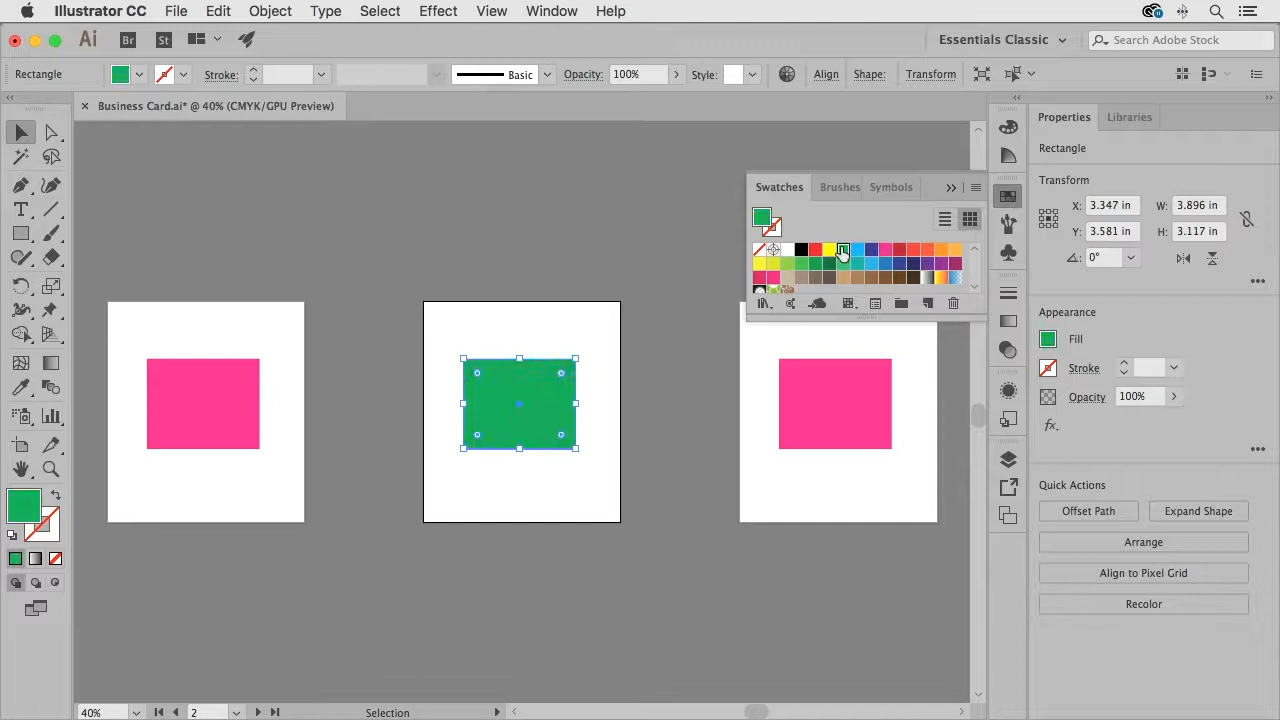 Illustrator CC File Edit Object Type Select Effect View Window Help
Ai Br St Essentials Classic Search Adobe Stock
Rectangle Stroke: Basic Opacity: 100% Style: Align Shape: Transform
× Business Card.ai* @ 40% (CMYK/GPU Preview)
Properties Libraries
Rectangle
Transform
X: 3.347 in W: 3.896 in
Y: 3.581 in H: 3.117 in
0°
Swatches Brushes Symbols
Appearance
Fill
Stroke
Opacity 100%
fx.
Quick Actions
Offset Path Expand Shape
Arrange
Align to Pixel Grid
Recolor
40% 2 Selection